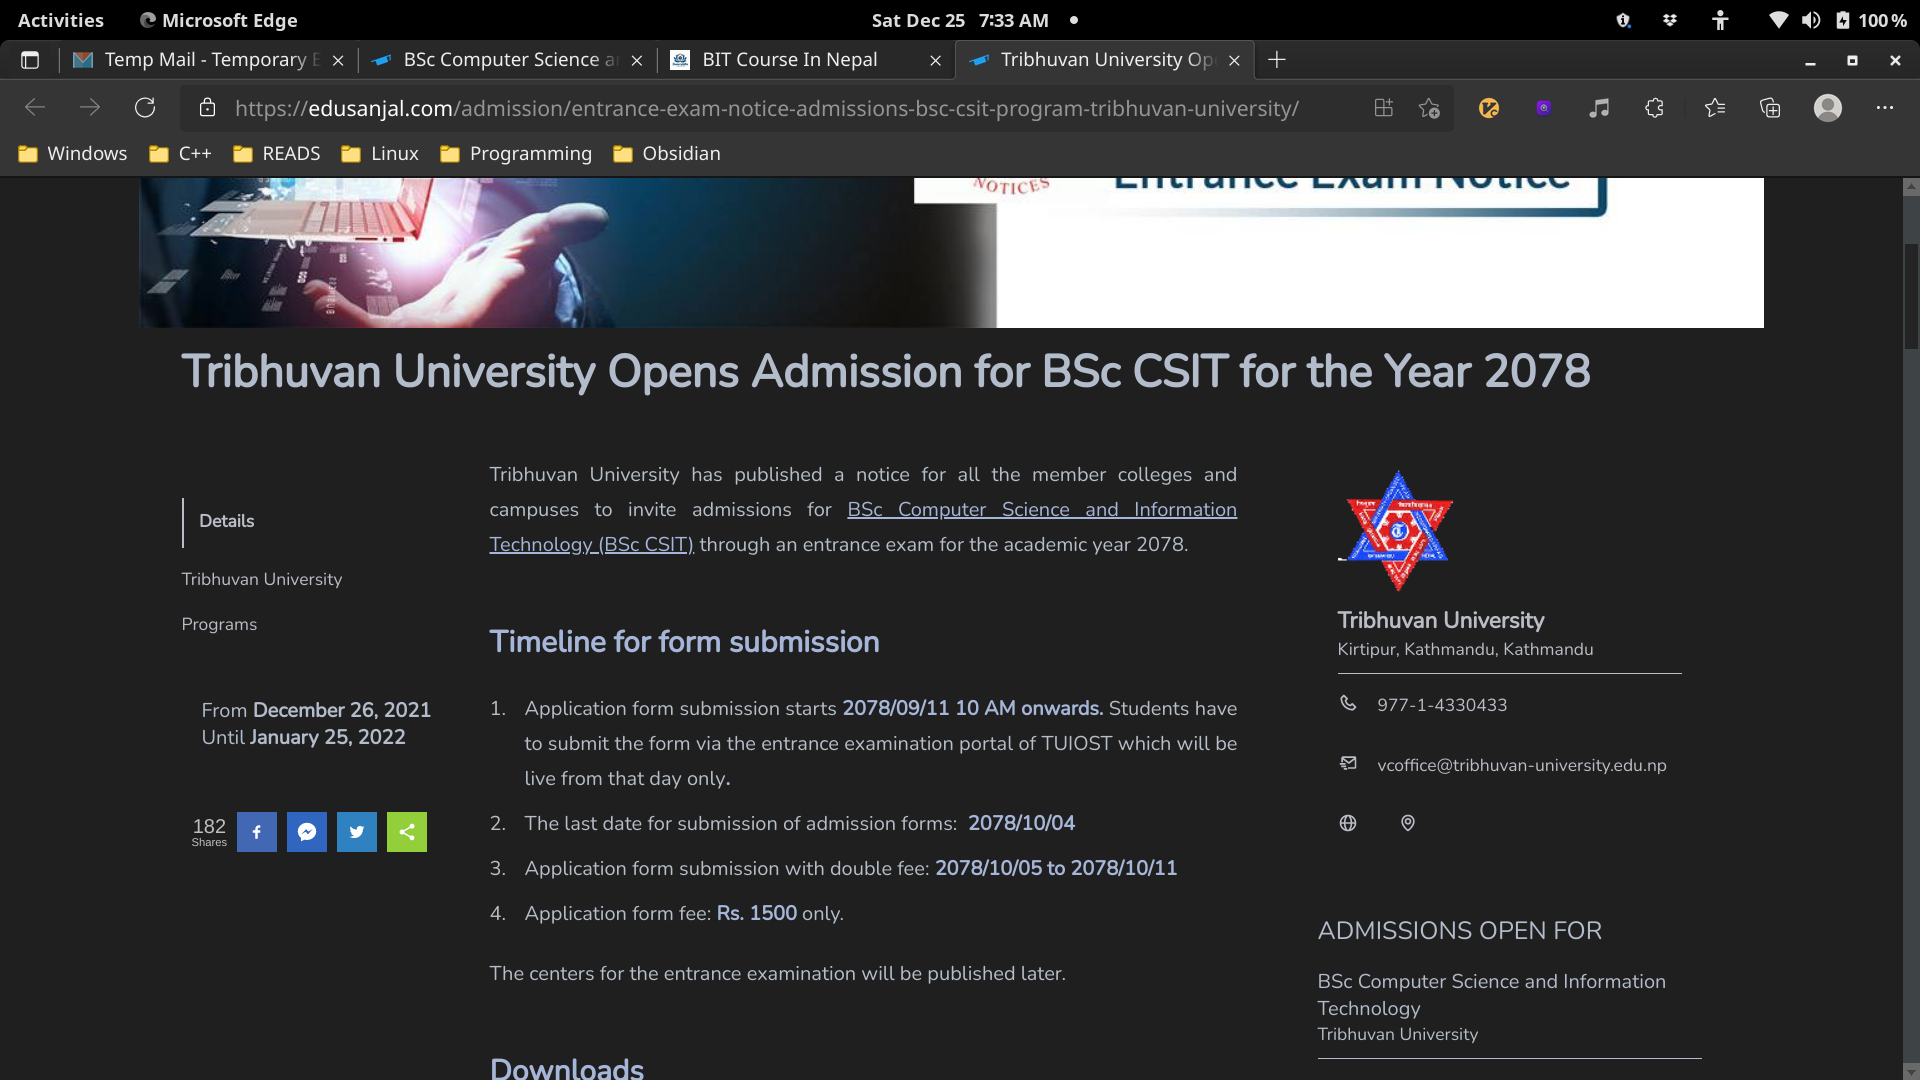 Activities
Microsoft Edge
Sat Dec 25 7:33 AM
100 %
Temp Mail - Temporary E
BSc Computer Science a
BIT Course In Nepal
Tribhuvan University Op
https://edusanjal.com/admission/entrance-exam-notice-admissions-bsc-csit-program-tribhuvan-university/
Windows
C++
READS
Linux
Programming
Obsidian
NOTICES
Entrance Exam Notice
Tribhuvan University Opens Admission for BSc CSIT for the Year 2078
Details
Tribhuvan University
Programs
From December 26, 2021
Until January 25, 2022
182
Shares
Tribhuvan University has published a notice for all the member colleges and
campuses to invite admissions for BSc Computer Science and Information
Technology (BSc CSIT) through an entrance exam for the academic year 2078.
Timeline for form submission
1. Application form submission starts 2078/09/11 10 AM onwards. Students have
to submit the form via the entrance examination portal of TUIOST which will be
live from that day only.
2. The last date for submission of admission forms: 2078/10/04
3. Application form submission with double fee: 2078/10/05 to 2078/10/11
4. Application form fee: Rs. 1500 only.
The centers for the entrance examination will be published later.
Downloads
Tribhuvan University
Kirtipur, Kathmandu, Kathmandu
977-1-4330433
vcoffice@tribhuvan-university.edu.np
ADMISSIONS OPEN FOR
BSc Computer Science and Information
Technology
Tribhuvan University